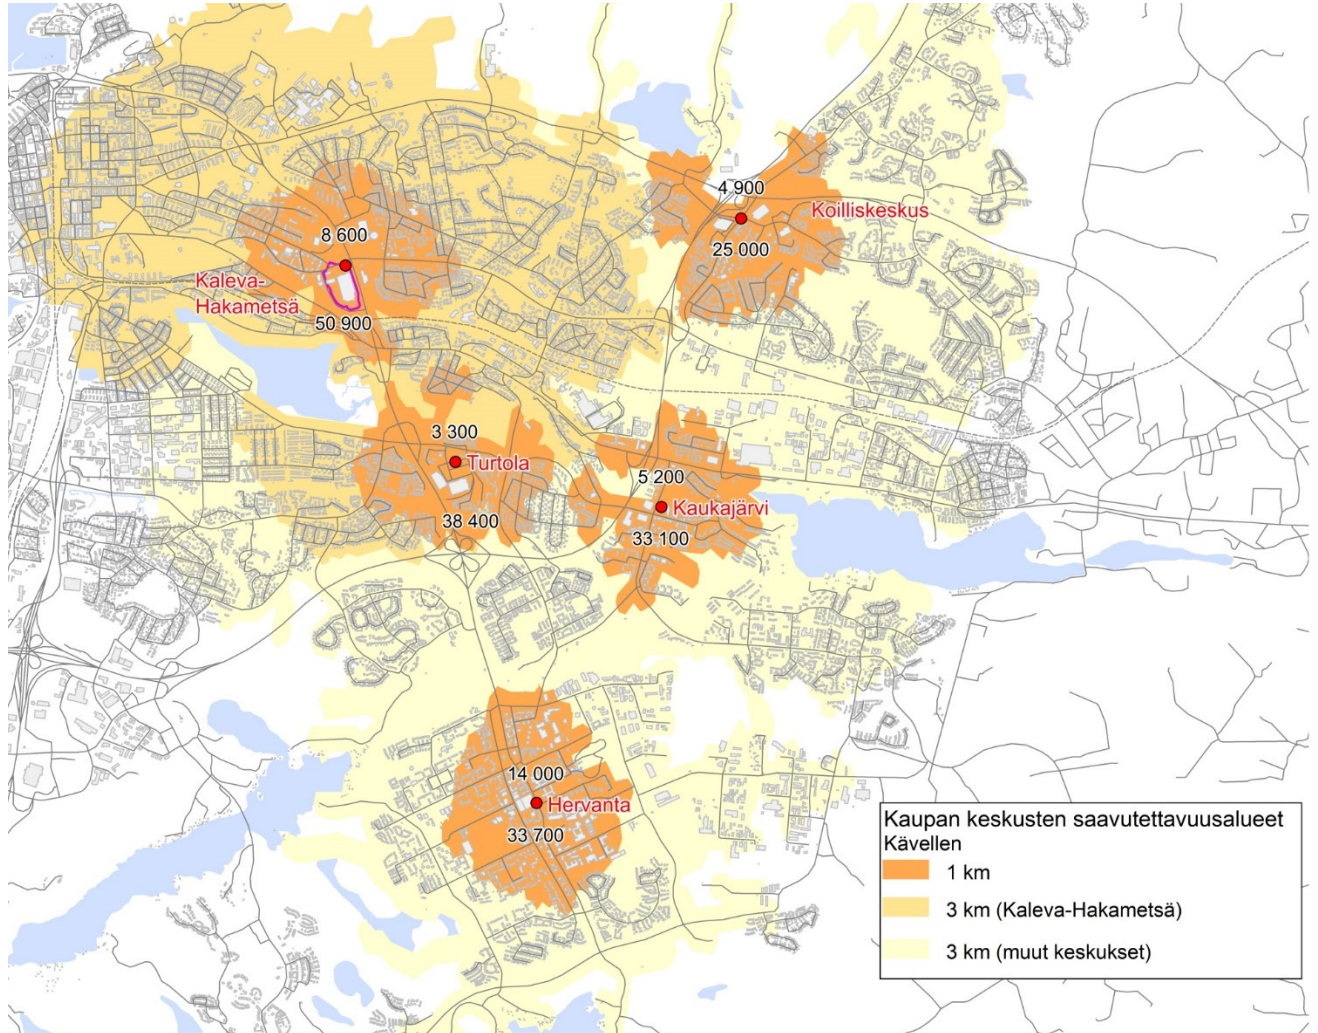 4 900
Koilliskeskus
25 000
8 600
Kaleva-
Hakametsä
50 900
3 300
Turtola
38 400
5 200
Kaukajärvi
33 100
14 000
Hervanta
33 700
Kaupan keskusten saavutettavuusalueet
Kävellen
1 km
3 km (Kaleva-Hakametsä)
3 km (muut keskukset)